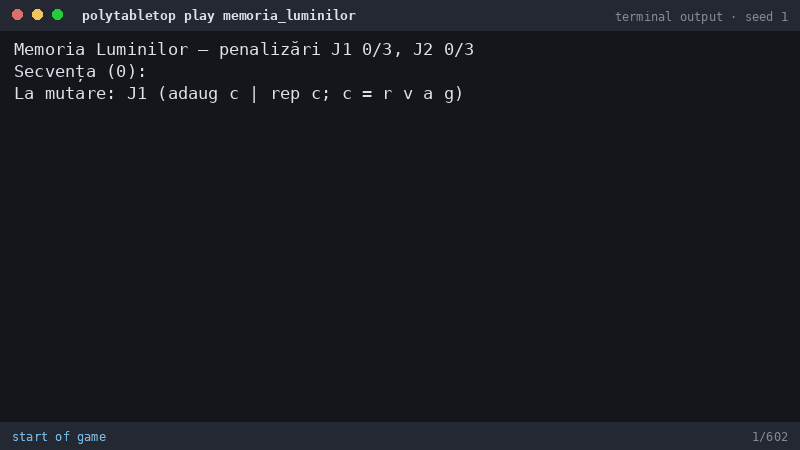 polytabletop play memoria_luminilor
terminal output · seed 1
Memoria Luminilor — penalizări J1 0/3, J2 0/3
Secvența (0):
La mutare: J1 (adaug c | rep c; c = r v a g)
start of game
1/602